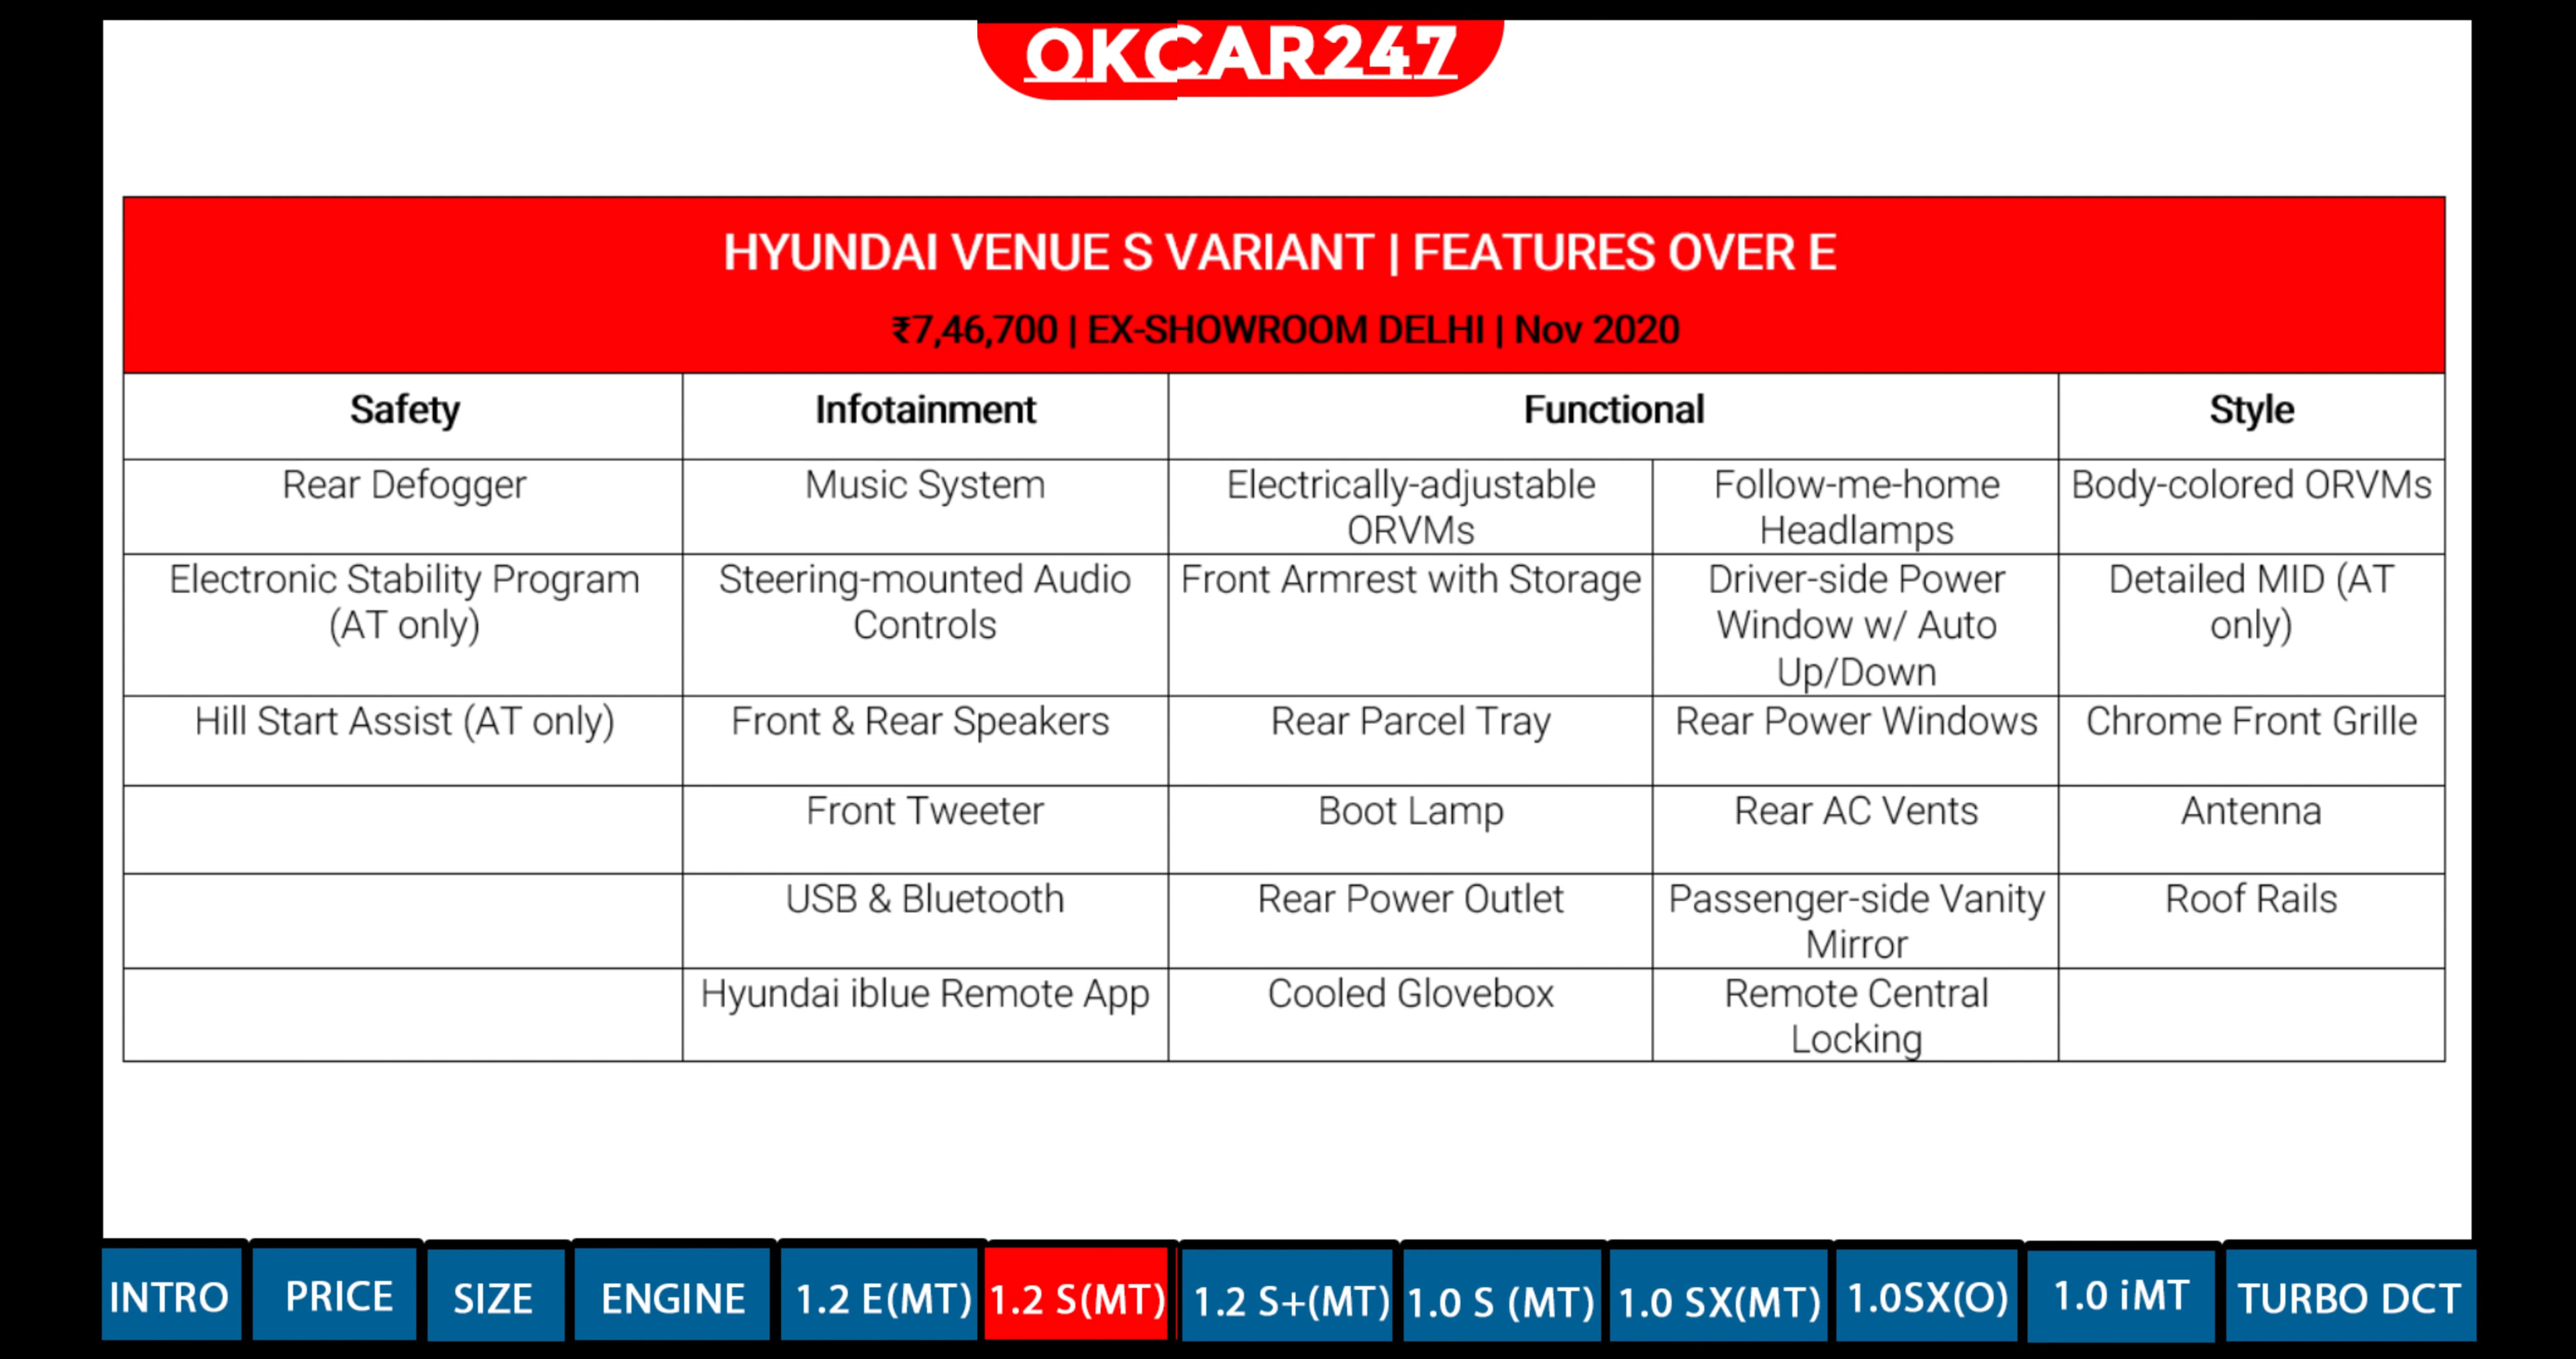 OKCAR247
HYUNDAI VENUE S VARIANT | FEATURES OVER E
₹7,46,700 | EX-SHOWROOM DELHI | Nov 2020
Safety
Infotainment
Functional
Style
Rear Defogger
Music System
Electrically-adjustable
ORVMs
Follow-me-home
Headlamps
Body-colored ORVMs
Electronic Stability Program
(AT only)
Steering-mounted Audio
Controls
Front Armrest with Storage
Driver-side Power
Window w/ Auto
Up/Down
Detailed MID (AT
only)
Hill Start Assist (AT only)
Front & Rear Speakers
Rear Parcel Tray
Rear Power Windows
Chrome Front Grille
Front Tweeter
Boot Lamp
Rear AC Vents
Antenna
USB & Bluetooth
Rear Power Outlet
Passenger-side Vanity
Mirror
Roof Rails
Hyundai iblue Remote App
Cooled Glovebox
Remote Central
Locking
INTRO
PRICE
SIZE
ENGINE
1.2 E(MT)
1.2 S(MT)
1.2 S+(MT)
1.0 S (MT)
1.0 SX(MT)
1.0SX(O)
1.0 iMT
TURBO DCT